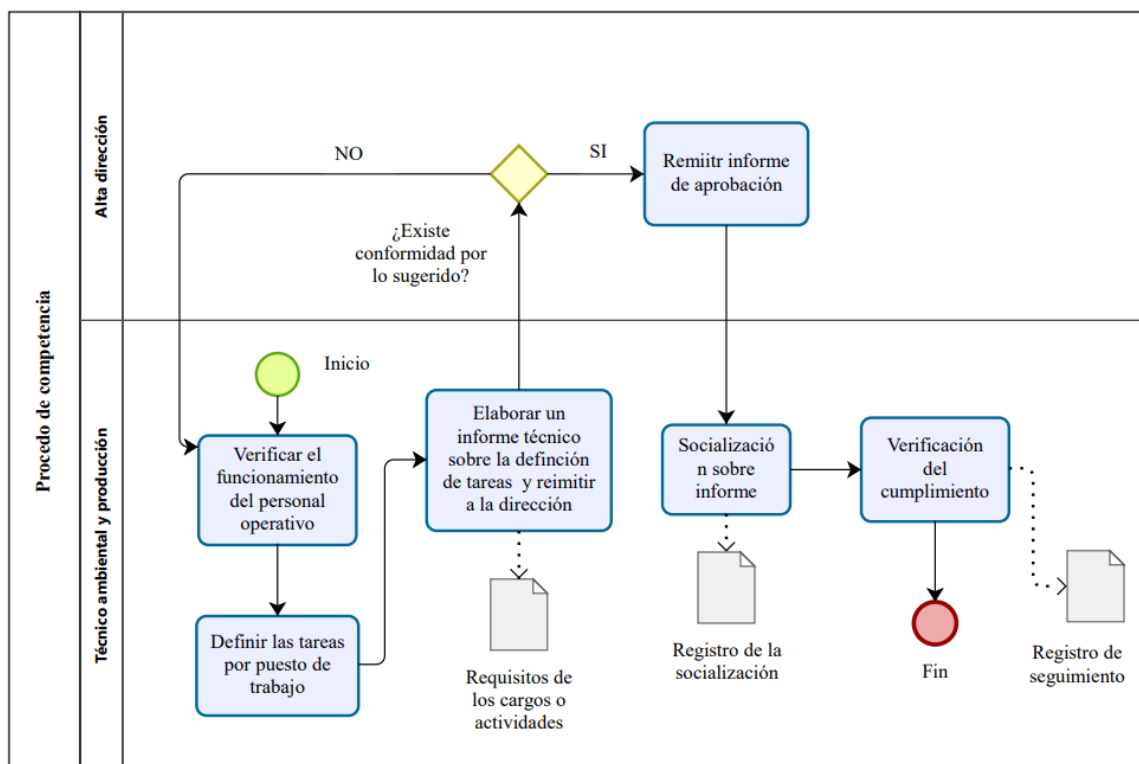 Procedo de competencia
Alta dirección
NO
SI
Remiitr informe
de aprobación
¿Existe
conformidad por
lo sugerido?
Técnico ambiental y producción
Inicio
Verificar el
funcionamiento
del personal
operativo
Definir las tareas
por puesto de
trabajo
Elaborar un
informe técnico
sobre la definción
de tareas y reimitir
a la dirección
Requisitos de
los cargos o
actividades
Socializació
n sobre
informe
Registro de la
socialización
Verificación
del
cumplimiento
Fin
Registro de
seguimiento